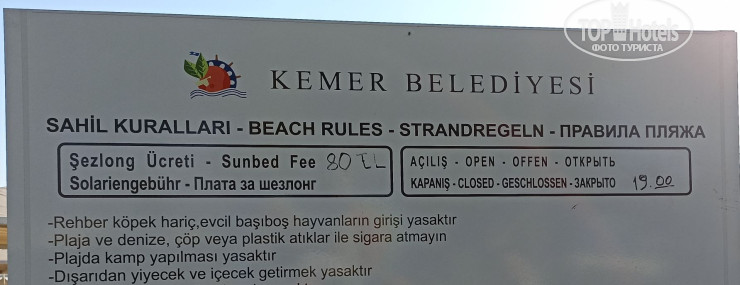 TOPHotels
ФОТО ТУРИСТА
KEMER BELEDİYESİ
SAHİL KURALLARI - BEACH RULES - STRANDREGELN - ПРАВИЛА ПЛЯЖА
Şezlong Ücreti - Sunbed Fee 80 TL
Solariengebühr - Плата за шезлонг
AÇILIŞ - OPEN - OFFEN - ОТКРЫТЬ
KAPANIŞ - CLOSED - GESCHLOSSEN - ЗАКРЫТО 19.00
-Rehber köpek hariç,evcil başıboş hayvanların girişi yasaktır
-Plaja ve denize, çöp veya plastik atıklar ile sigara atmayın
-Plajda kamp yapılması yasaktır
-Dışarıdan yiyecek ve içecek getirmek yasaktır